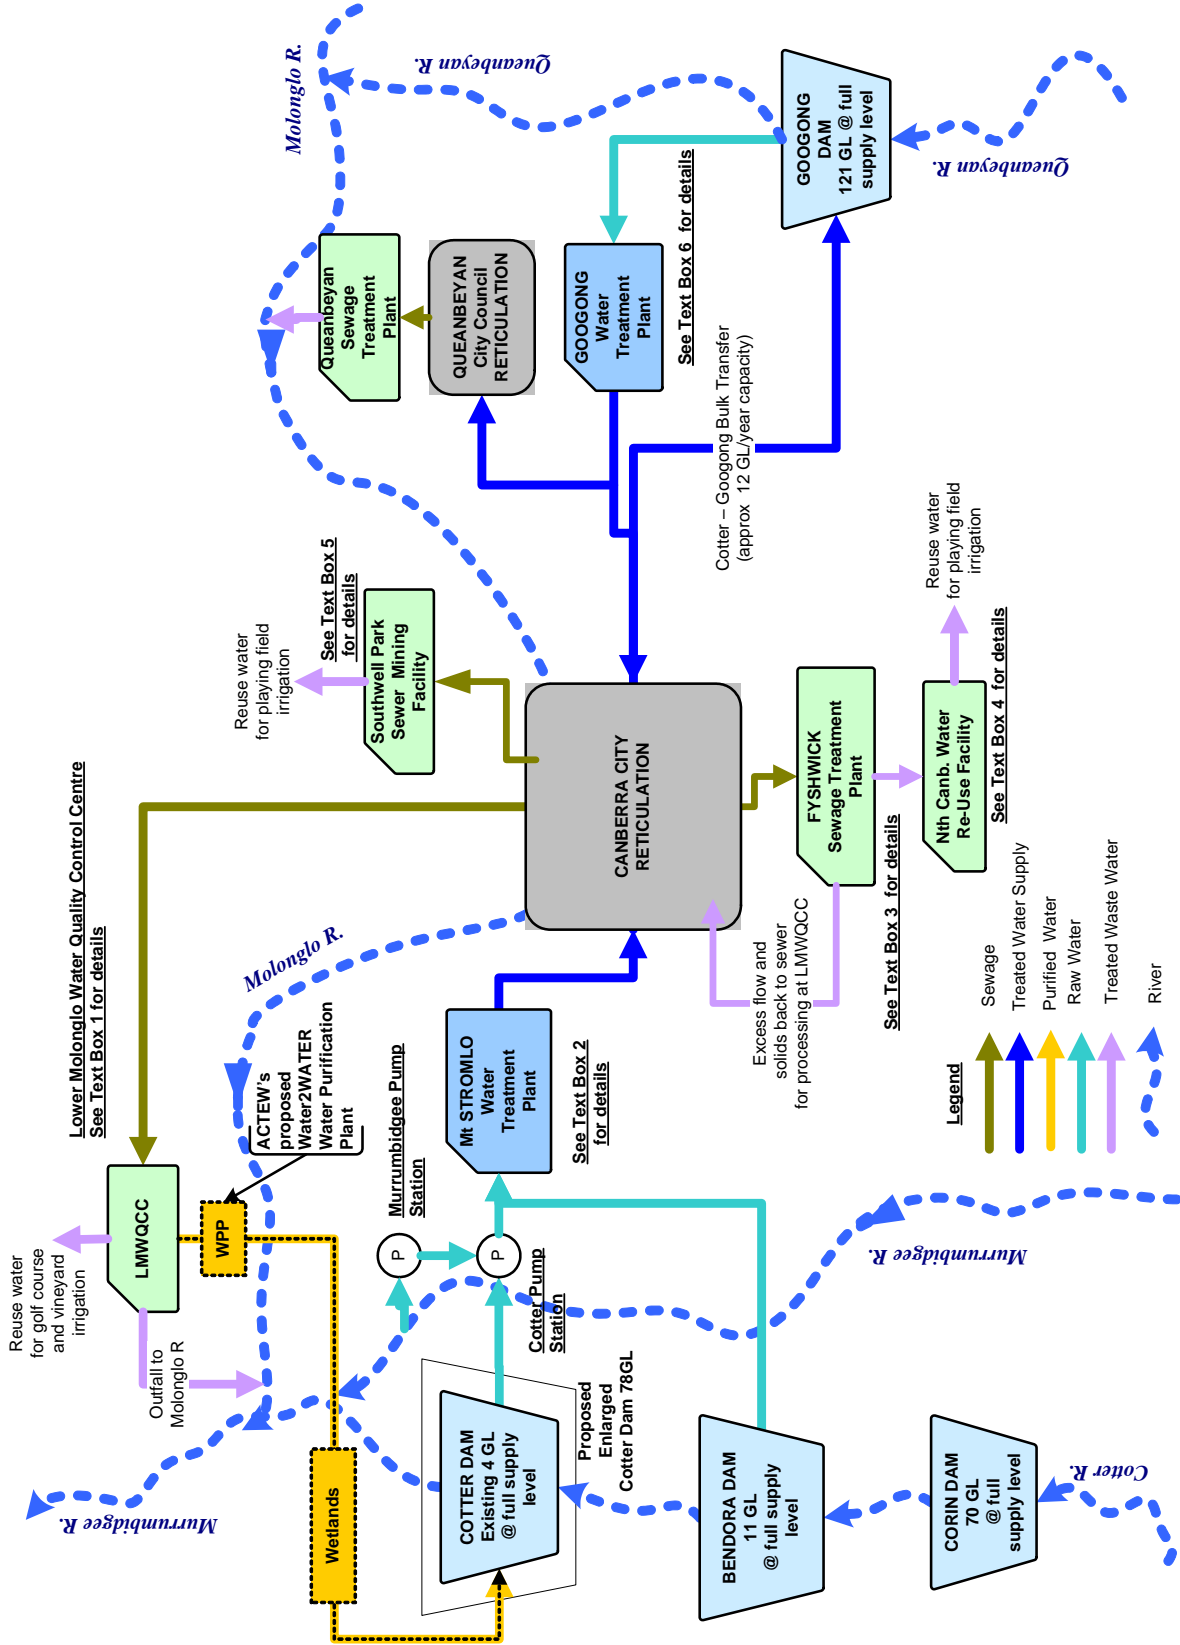 Reuse water
for golf course
and vineyard
irrigation
Lower Molonglo Water Quality Control Centre
See Text Box 1 for details
LMWQCC
Outfall to
Molonglo R
WPP
ACTEW's
proposed
Water2WATER
Water Purification
Plant
Molonglo R.
Murrumbidgee R.
Wetlands
Reuse water
for playing field
irrigation
See Text Box 5
for details
Southwell Park
Sewer Mining
Facility
Molonglo R.
Queanbeyan
Sewage
Treatment
Plant
QUEANBEYAN
City Council
RETICULATION
Queanbeyan R.
Murrumbidgee Pump
Station
P
P
Cotter Pump
Station
COTTER DAM
Existing 4 GL
@ full supply
level
Proposed
Enlarged
Cotter Dam 78GL
Mt STROMLO
Water
Treatment
Plant
See Text Box 2
for details
CANBERRA CITY
RETICULATION
GOOGONG
Water
Treatment
Plant
See Text Box 6 for details
Cotter – Googong Bulk Transfer
(approx 12 GL/year capacity)
GOOGONG
DAM
121 GL @ full
supply level
Queanbeyan R.
BENDORA DAM
11 GL
@ full supply
level
Murrumbidgee R.
Excess flow and
solids back to sewer
for processing at LMWQCC
FYSHWICK
Sewage Treatment
Plant
See Text Box 3 for details
Nth Canb. Water
Re-Use Facility
See Text Box 4 for details
Reuse water
for playing field
irrigation
CORIN DAM
70 GL
@ full
supply level
Cotter R.
Legend
Sewage
Treated Water Supply
Purified Water
Raw Water
Treated Waste Water
River